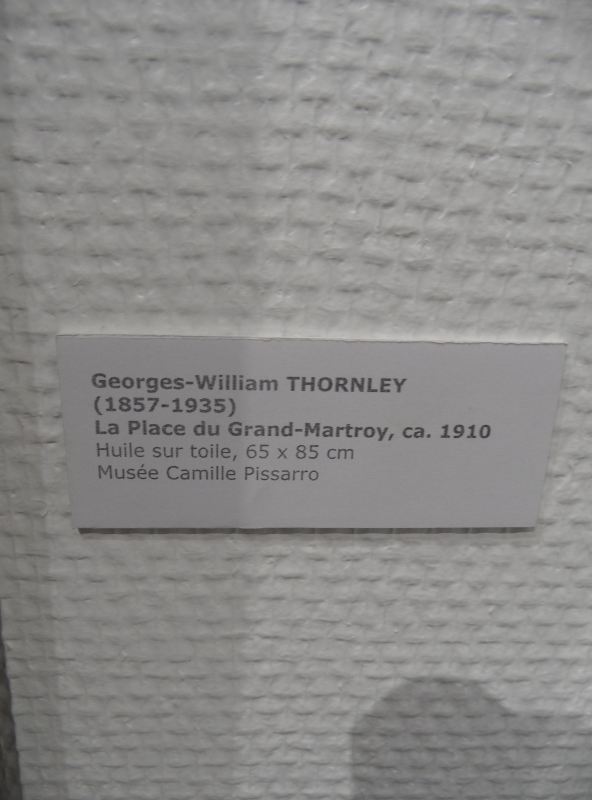 Georges-William THORNLEY
(1857-1935)
La Place du Grand-Martroy, ca. 1910
Huile sur toile, 65 x 85 cm
Musée Camille Pissarro